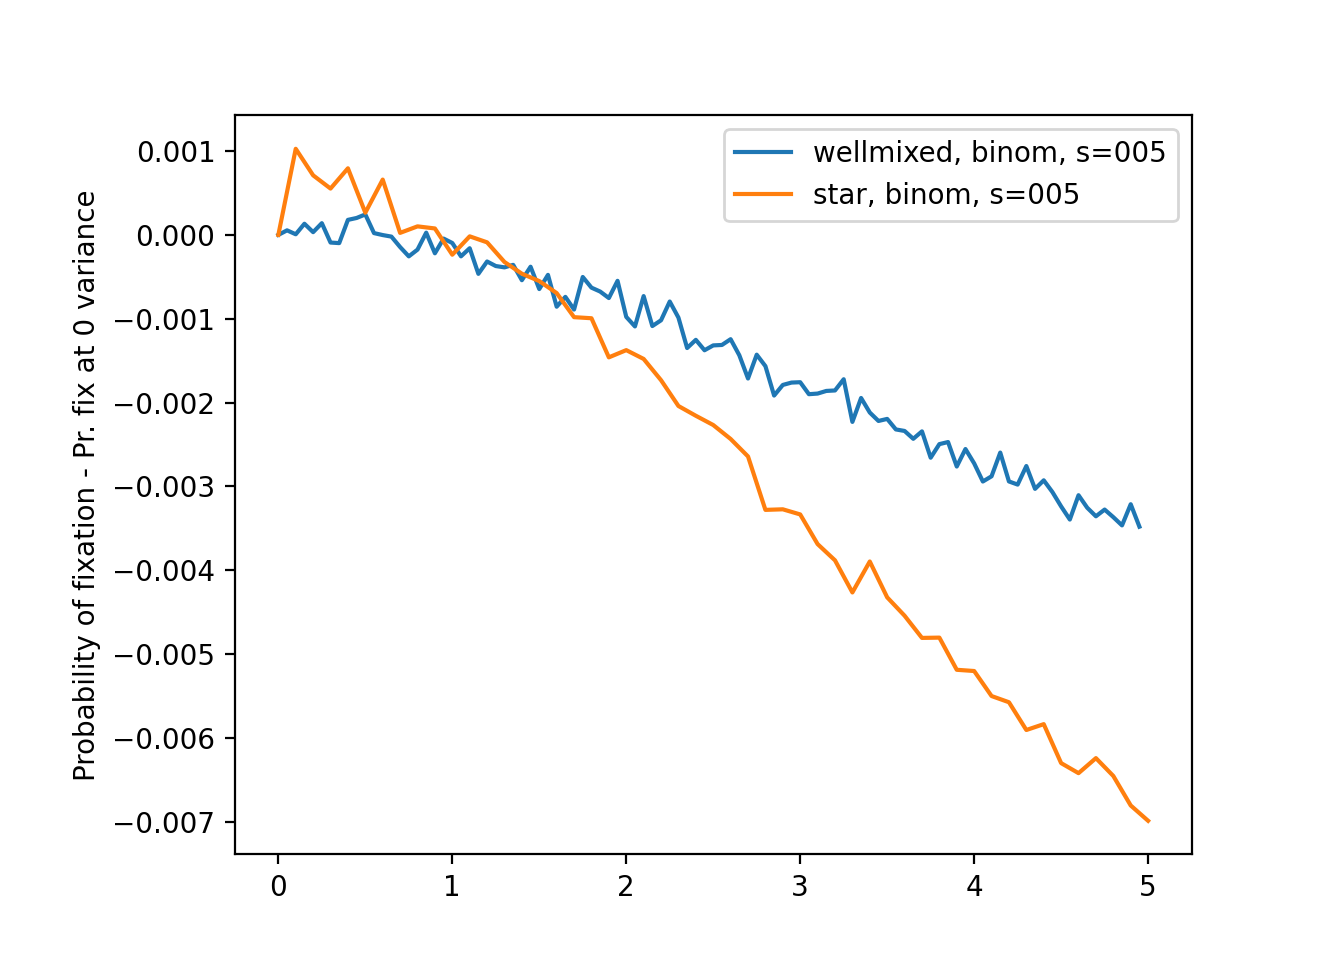 wellmixed, binom, s=005
star, binom, s=005
Probability of fixation - Pr. fix at 0 variance
0.001
0.000
−0.001
−0.002
−0.003
−0.004
−0.005
−0.006
−0.007
0 1 2 3 4 5